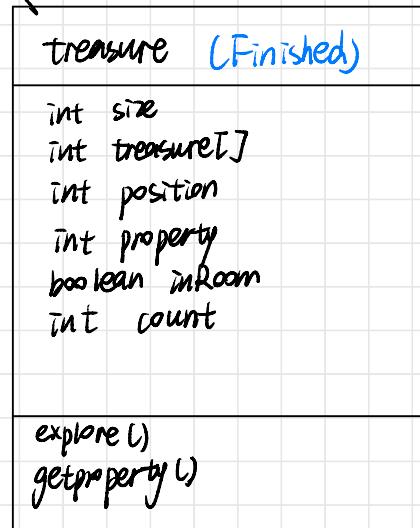 treasure (Finished)
int size
int treasure[]
int position
int property
boolean inRoom
int count
explore()
getproperty()